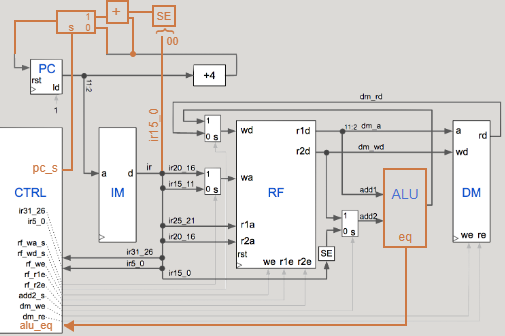 +
SE
1
s
0
00
PC
rst
ld
11:2
+4
1
ir15_0
dm_rd
1
0 s
wd
r1d
11:2
dm_a
a
rd
r2d
dm_wd
wd
pc_s
a
d
ir
ir20_16
1
wa
ir15_11
0 s
CTRL
IM
RF
add1
ALU
DM
ir31_26
ir5_0
ir25_21
r1a
1
add2
ir20_16
r2a
0 s
eq
we re
rf_wa_s
rf_wd_s
ir31_26
rst
SE
rf_we
ir5_0
we r1e r2e
rf_r1e
ir15_0
rf_r2e
add2_s
dm_we
dm_re
alu_eq